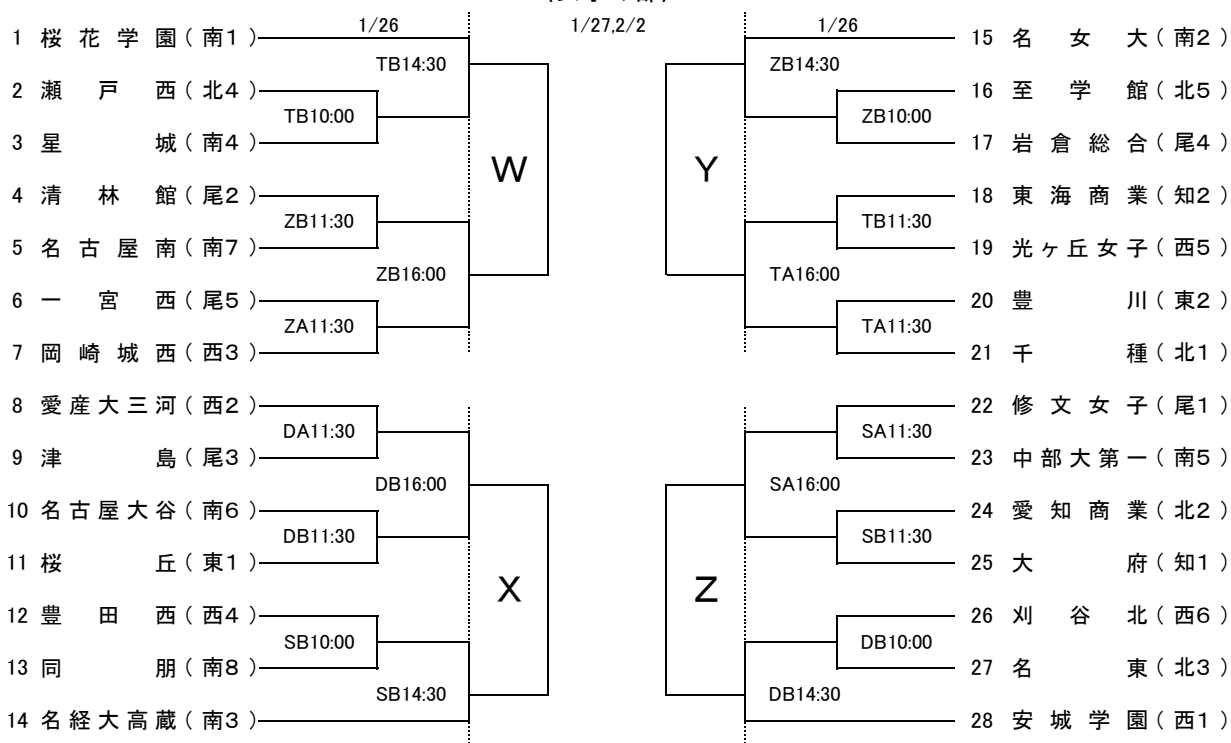 1/26 1/27,2/2 1/26
1 桜花学園(南1) 15 名女大(南2)
TB14:30 ZB14:30
2 瀬戸西(北4) 16 至学館(北5)
TB10:00 ZB10:00
3 星城(南4) 17 岩倉総合(尾4)
W Y
4 清林館(尾2) 18 東海商業(知2)
ZB11:30 TB11:30
5 名古屋南(南7) 19 光ヶ丘女子(西5)
ZB16:00 TA16:00
6 一宮西(尾5) 20 豊川(東2)
ZA11:30 TA11:30
7 岡崎城西(西3) 21 千種(北1)
8 愛産大三河(西2) 22 修文女子(尾1)
DA11:30 SA11:30
9 津島(尾3) 23 中部大第一(南5)
DB16:00 SA16:00
10 名古屋大谷(南6) 24 愛知商業(北2)
DB11:30 SB11:30
11 桜丘(東1) 25 大府(知1)
X Z
12 豊田西(西4) 26 刈谷北(西6)
SB10:00 DB10:00
13 同朋(南8) 27 名東(北3)
SB14:30 DB14:30
14 名経大高蔵(南3) 28 安城学園(西1)